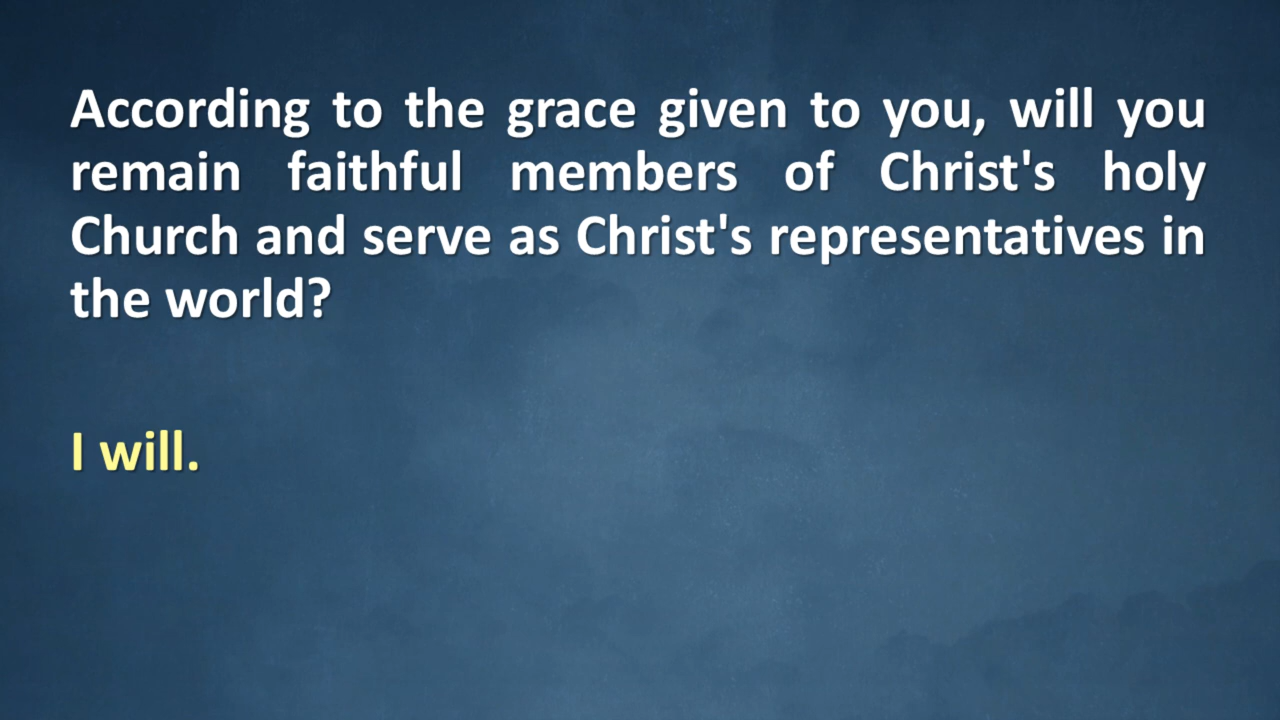 According to the grace given to you, will you
remain faithful members of Christ's holy
Church and serve as Christ's representatives in
the world?
I will.